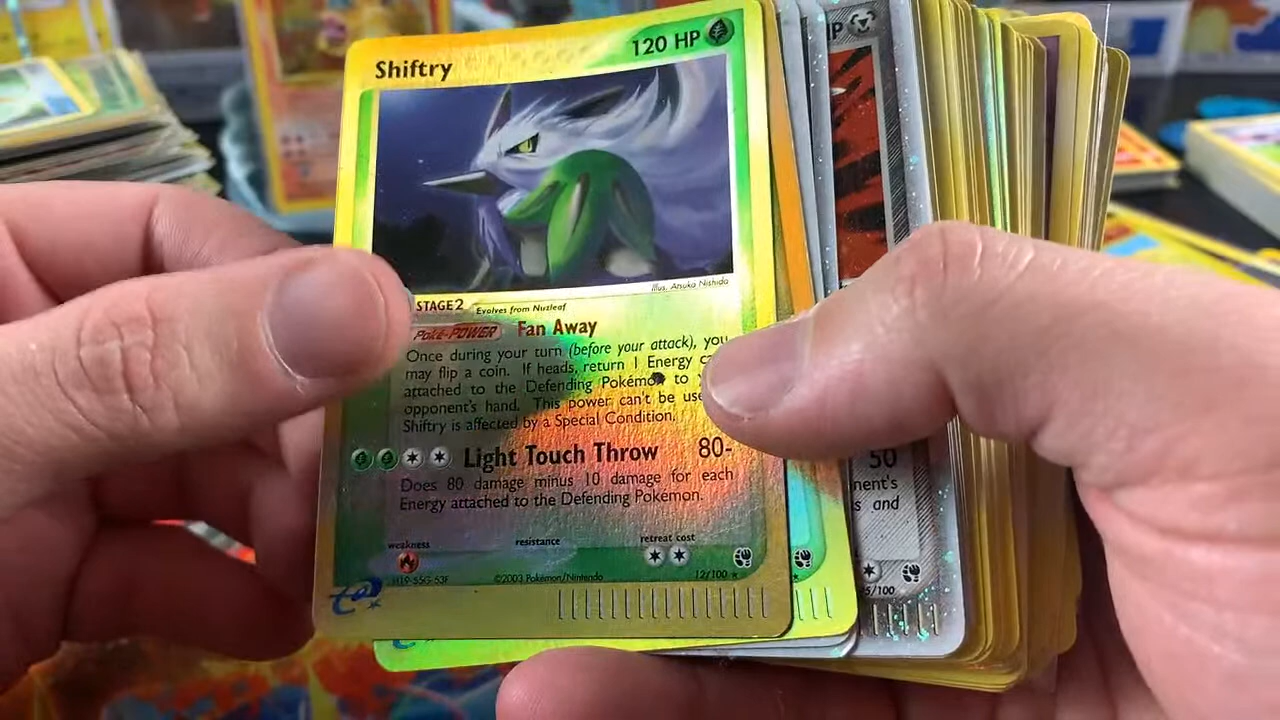 Shiftry
120 HP
HP
Illus. Atsuko Nishida
STAGE2 Evolves from Nuzleaf
Poké-POWER Fan Away
Once during your turn (before your attack), you
may flip a coin. If heads, return 1 Energy
attached to the Defending Pokémon to
opponent's hand. This power can't be
Shiftry is affected by a Special Condition.
Light Touch Throw 80-
Does 80 damage minus 10 damage for each
Energy attached to the Defending Pokémon.
weakness
resistance
retreat cost
©2003 Pokémon/Nintendo
12/100
50
s and
/100